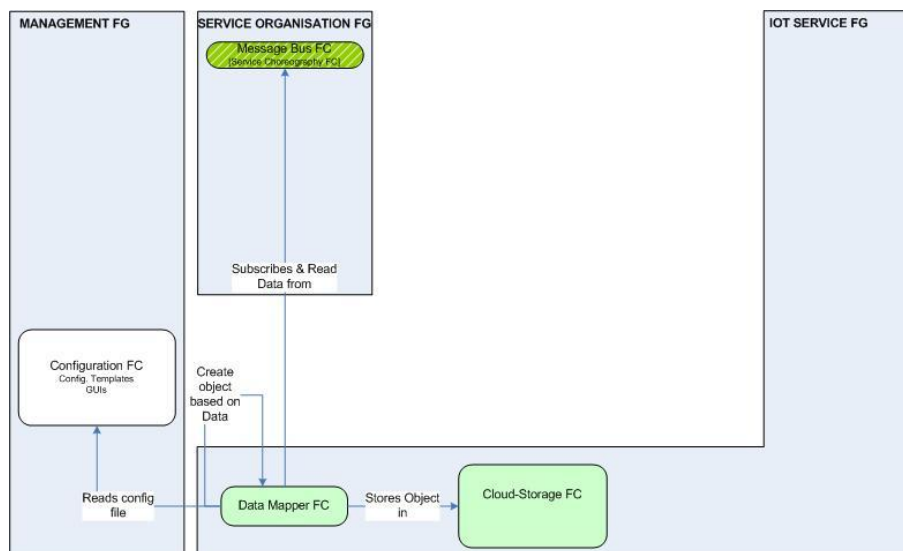 MANAGEMENT FG
SERVICE ORGANISATION FG
IOT SERVICE FG
Message Bus FC
[Service Choreography FC]
Subscribes & Read
Data from
Configuration FC
Config. Templates
GUIs
Create
object
based on
Data
Reads config
file
Data Mapper FC
Stores Object
in
Cloud-Storage FC